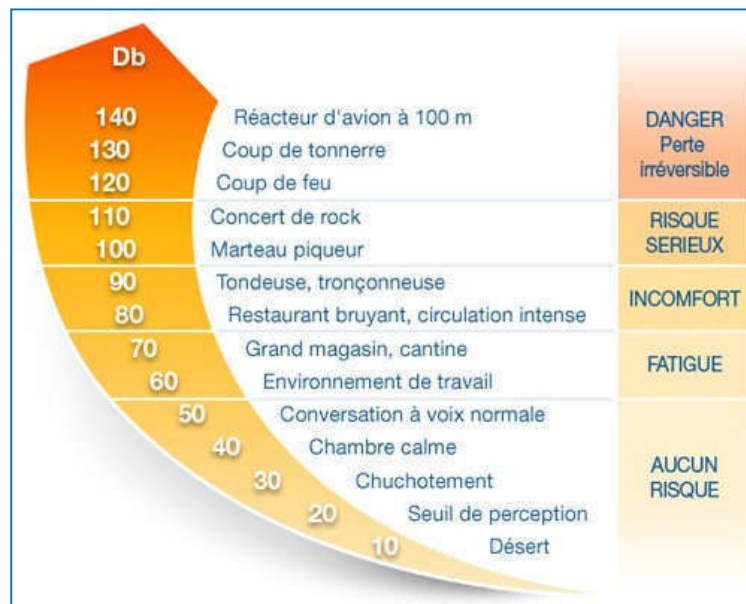 Db
140 Réacteur d'avion à 100 m
130 Coup de tonnerre
120 Coup de feu
DANGER
Perte
irréversible
110 Concert de rock
100 Marteau piqueur
RISQUE
SERIEUX
90 Tondeuse, tronçonneuse
80 Restaurant bruyant, circulation intense
INCOMFORT
70 Grand magasin, cantine
60 Environnement de travail
FATIGUE
50 Conversation à voix normale
40 Chambre calme
30 Chuchotement
20 Seuil de perception
10 Désert
AUCUN
RISQUE